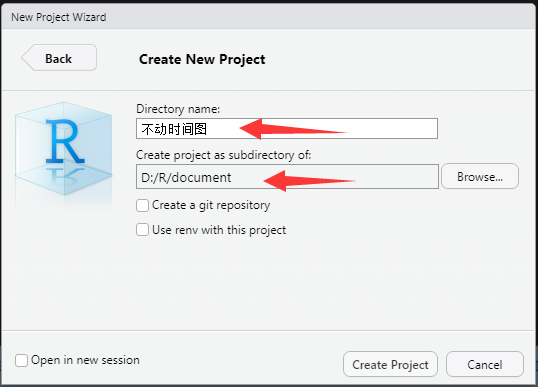 New Project Wizard
Back
Create New Project
R
Directory name:
不动时间图
Create project as subdirectory of:
D:/R/document
Browse...
Create a git repository
Use renv with this project
Open in new session
Create Project
Cancel